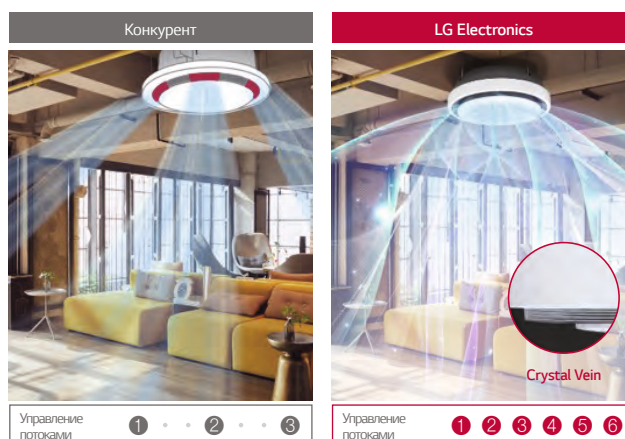 Конкурент
LG Electronics
Crystal Vein
Управление
потоками
1 2 3
Управление
потоками
1 2 3 4 5 6